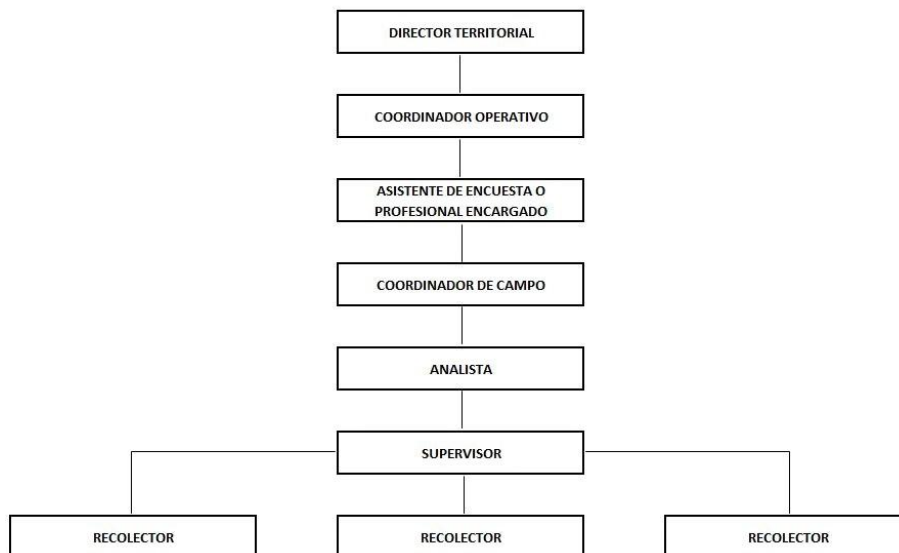 DIRECTOR TERRITORIAL
COORDINADOR OPERATIVO
ASISTENTE DE ENCUESTA O
PROFESIONAL ENCARGADO
COORDINADOR DE CAMPO
ANALISTA
SUPERVISOR
RECOLECTOR
RECOLECTOR
RECOLECTOR